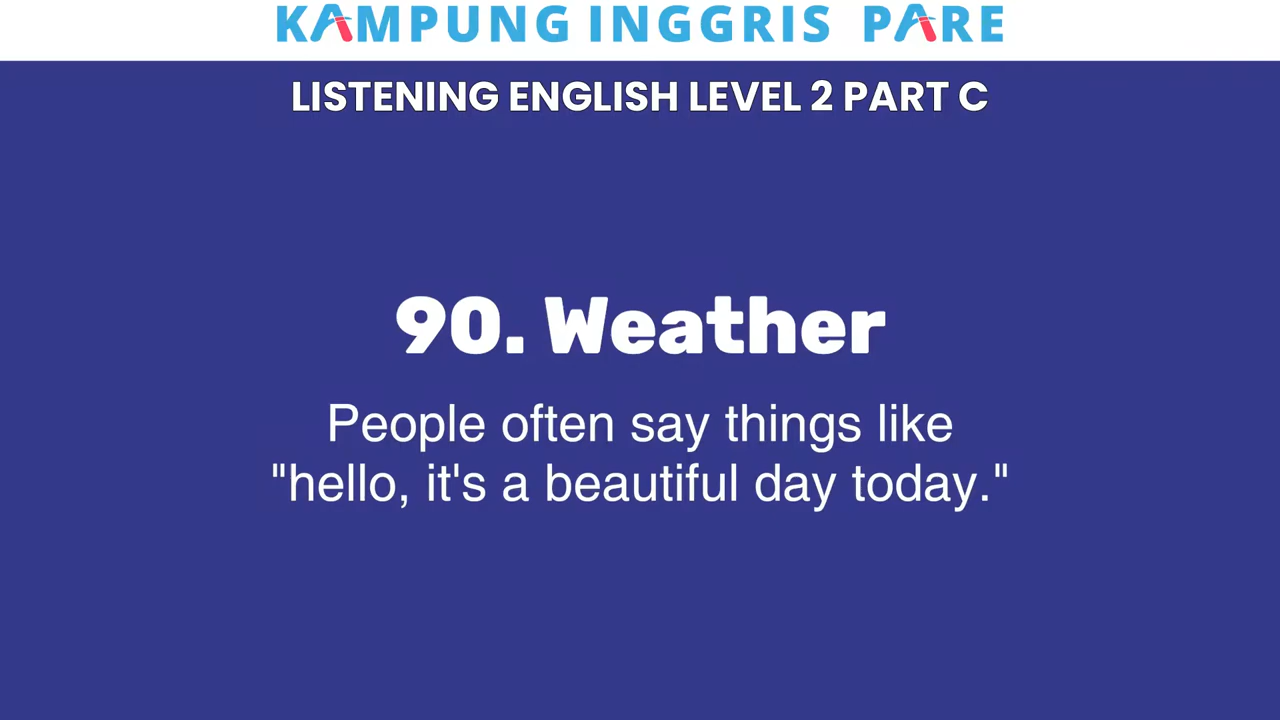 KAMPUNG INGGRIS PARE
LISTENING ENGLISH LEVEL 2 PART C
90. Weather
People often say things like
"hello, it's a beautiful day today."